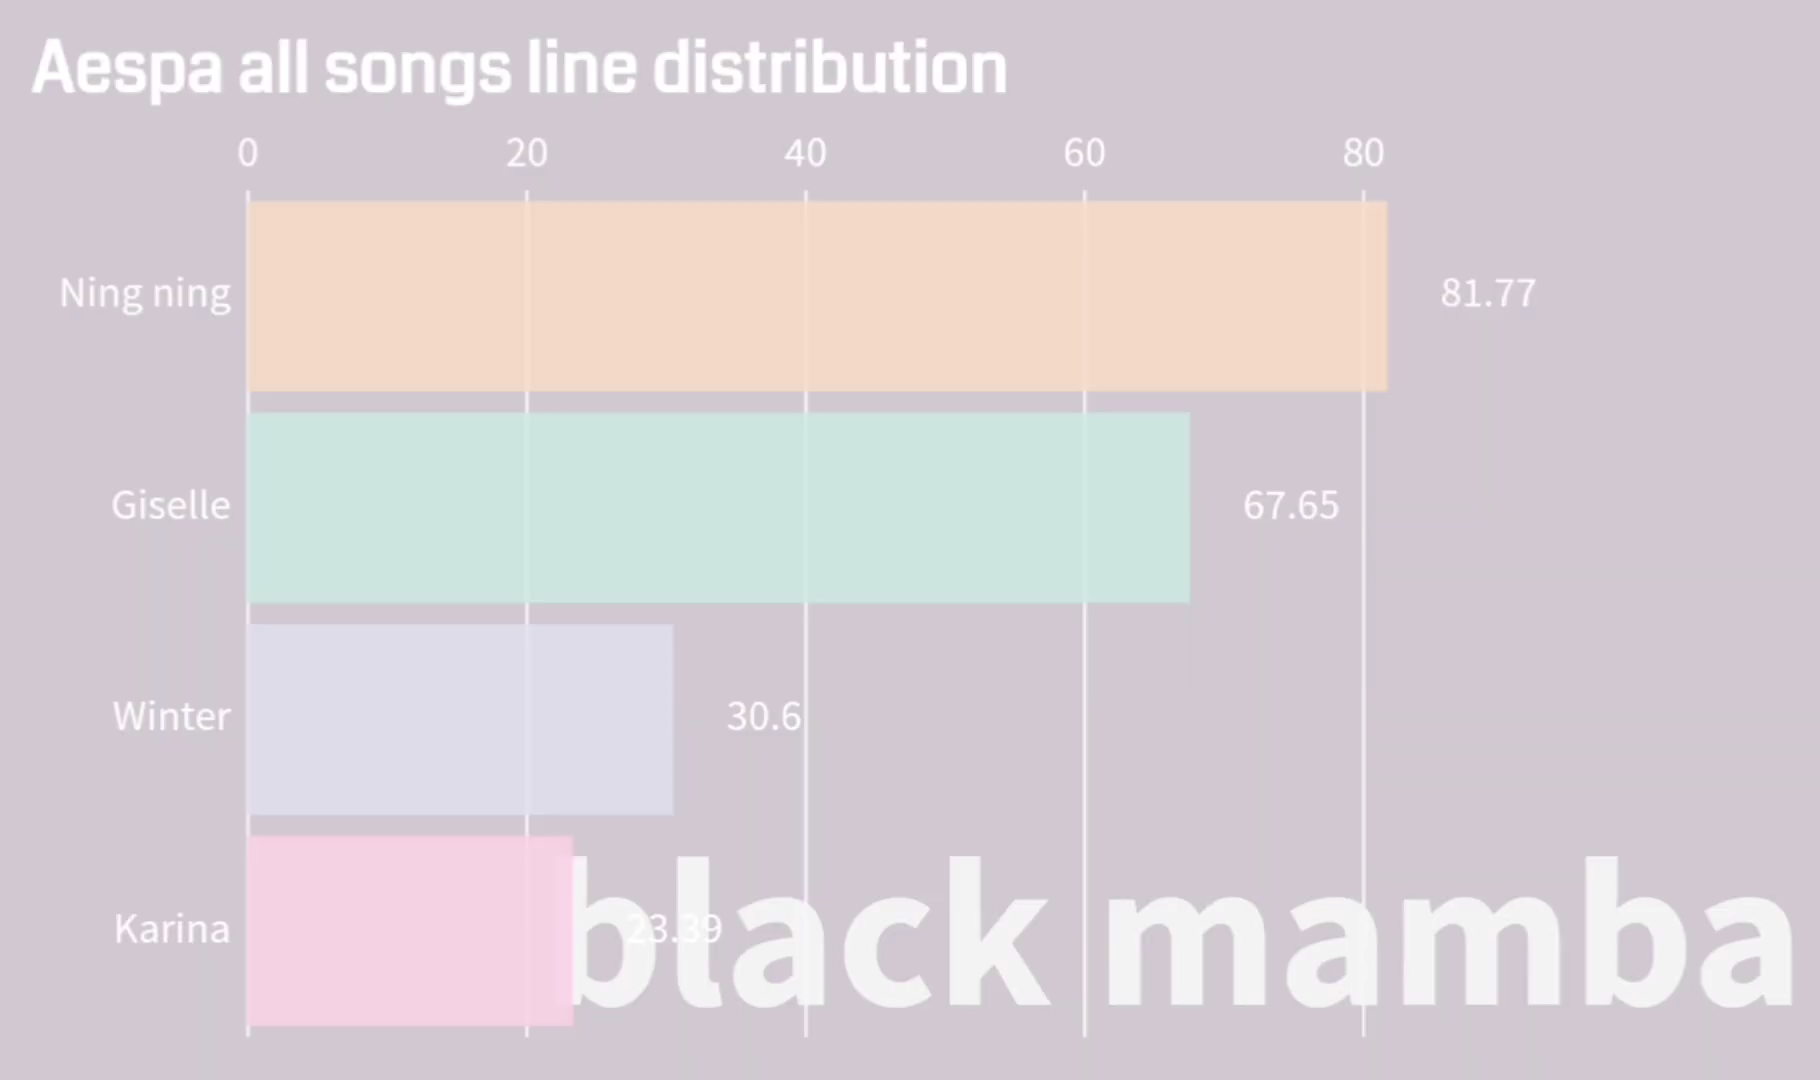 Aespa all songs line distribution
0 20 40 60 80
Ning ning 81.77
Giselle 67.65
Winter 30.6
Karina 23.39
black mamba